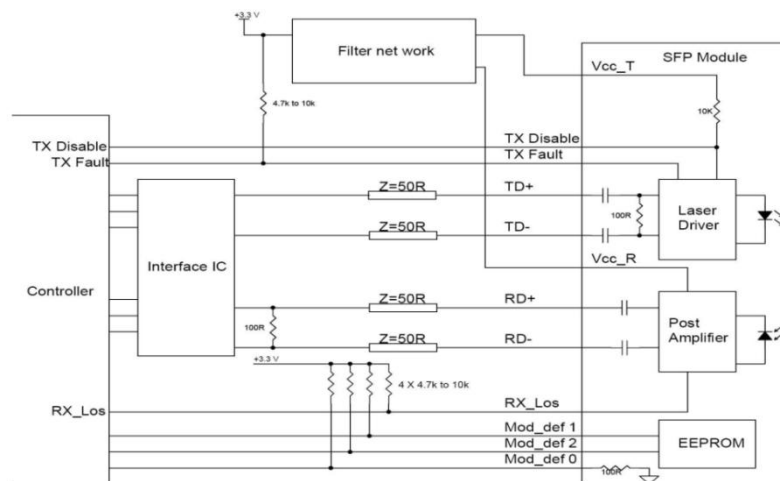 +3.3 V
Filter net work
SFP Module
Vcc_T
4.7k to 10k
10K
TX Disable
TX Disable
TX Fault
TX Fault
Z=50R
TD+
100R
Laser
Driver
Z=50R
TD-
Interface IC
Vcc_R
Controller
Z=50R
RD+
100R
Post
Amplifier
Z=50R
RD-
+3.3 V
4 X 4.7k to 10k
RX_Los
RX_Los
Mod_def 1
Mod_def 2
EEPROM
Mod_def 0
100R